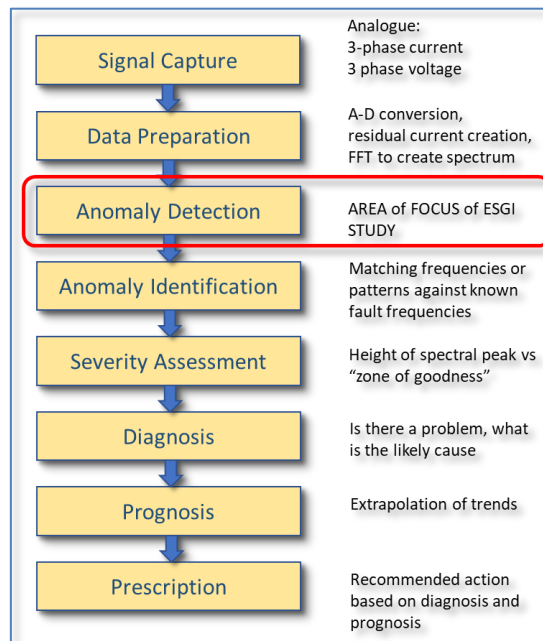 Signal Capture
Analogue:
3-phase current
3 phase voltage
Data Preparation
A-D conversion,
residual current creation,
FFT to create spectrum
Anomaly Detection
AREA of FOCUS of ESGI
STUDY
Anomaly Identification
Matching frequencies or
patterns against known
fault frequencies
Severity Assessment
Height of spectral peak vs
“zone of goodness”
Diagnosis
Is there a problem, what
is the likely cause
Prognosis
Extrapolation of trends
Prescription
Recommended action
based on diagnosis and
prognosis